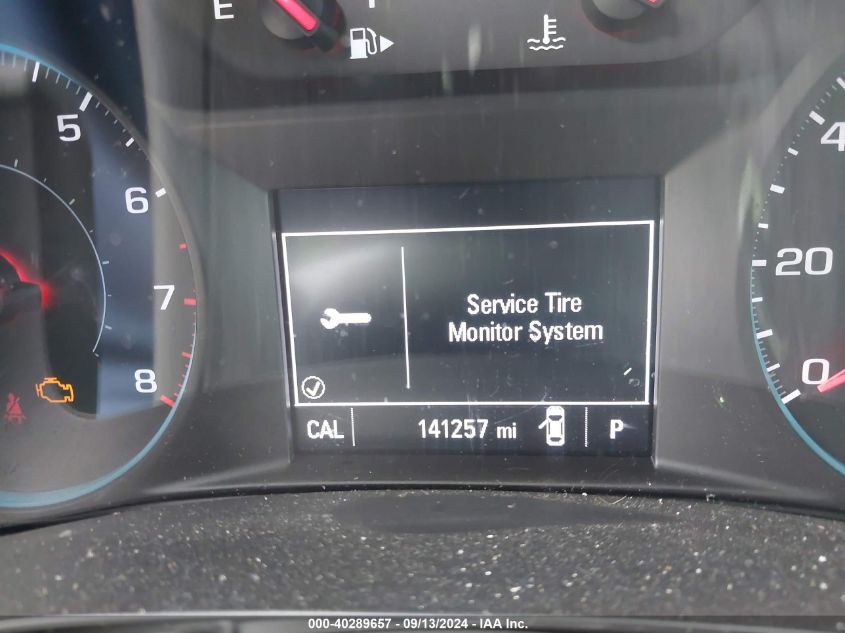 E
5
6
7
8
4
20
0
Service Tire
Monitor System
CAL 141257 mi P
000-40289657 - 09/13/2024 - IAA Inc.